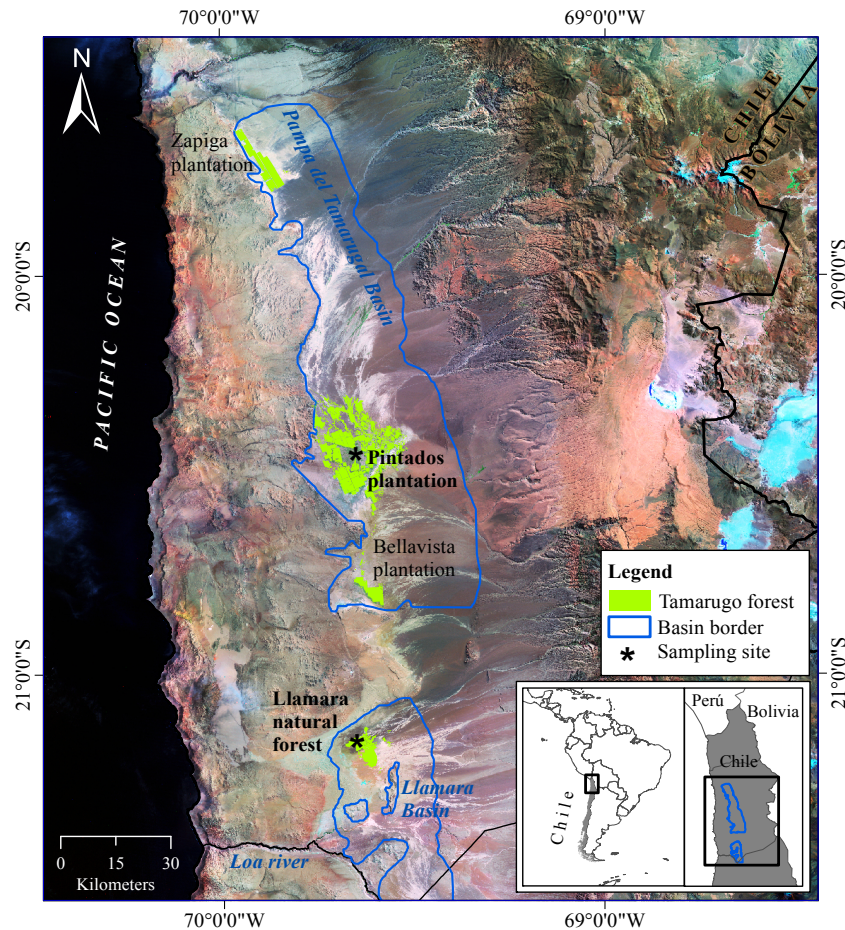 70°0'0"W
69°0'0"W
N
CHILE
BOLIVIA
Zapiga
plantation
Pampa del Tamarugal Basin
20°0'0"S
20°0'0"S
PACIFIC OCEAN
Pintados
plantation
Bellavista
plantation
Legend
Tamarugo forest
Basin border
* Sampling site
21°0'0"S
21°0'0"S
Llamara
natural
forest
Llamara
Basin
Loa river
0 15 30
Kilometers
Chile
Perú
Bolivia
Chile
70°0'0"W
69°0'0"W